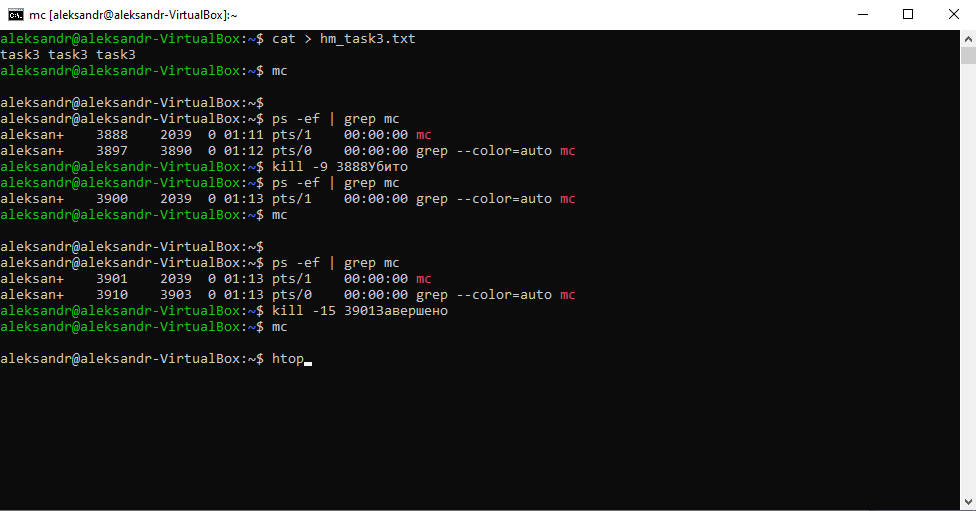 mc [aleksandr@aleksandr-VirtualBox]:~
aleksandr@aleksandr-VirtualBox:~$ cat > hm_task3.txt
task3 task3 task3
aleksandr@aleksandr-VirtualBox:~$ mc
aleksandr@aleksandr-VirtualBox:~$
aleksandr@aleksandr-VirtualBox:~$ ps -ef | grep mc
aleksan+    3888    2039  0 01:11 pts/1    00:00:00 mc
aleksan+    3897    3890  0 01:12 pts/0    00:00:00 grep --color=auto mc
aleksandr@aleksandr-VirtualBox:~$ kill -9 3888Убито
aleksandr@aleksandr-VirtualBox:~$ ps -ef | grep mc
aleksan+    3900    2039  0 01:13 pts/1    00:00:00 grep --color=auto mc
aleksandr@aleksandr-VirtualBox:~$ mc
aleksandr@aleksandr-VirtualBox:~$
aleksandr@aleksandr-VirtualBox:~$ ps -ef | grep mc
aleksan+    3901    2039  0 01:13 pts/1    00:00:00 mc
aleksan+    3910    3903  0 01:13 pts/0    00:00:00 grep --color=auto mc
aleksandr@aleksandr-VirtualBox:~$ kill -15 3901Завершено
aleksandr@aleksandr-VirtualBox:~$ mc
aleksandr@aleksandr-VirtualBox:~$ htop